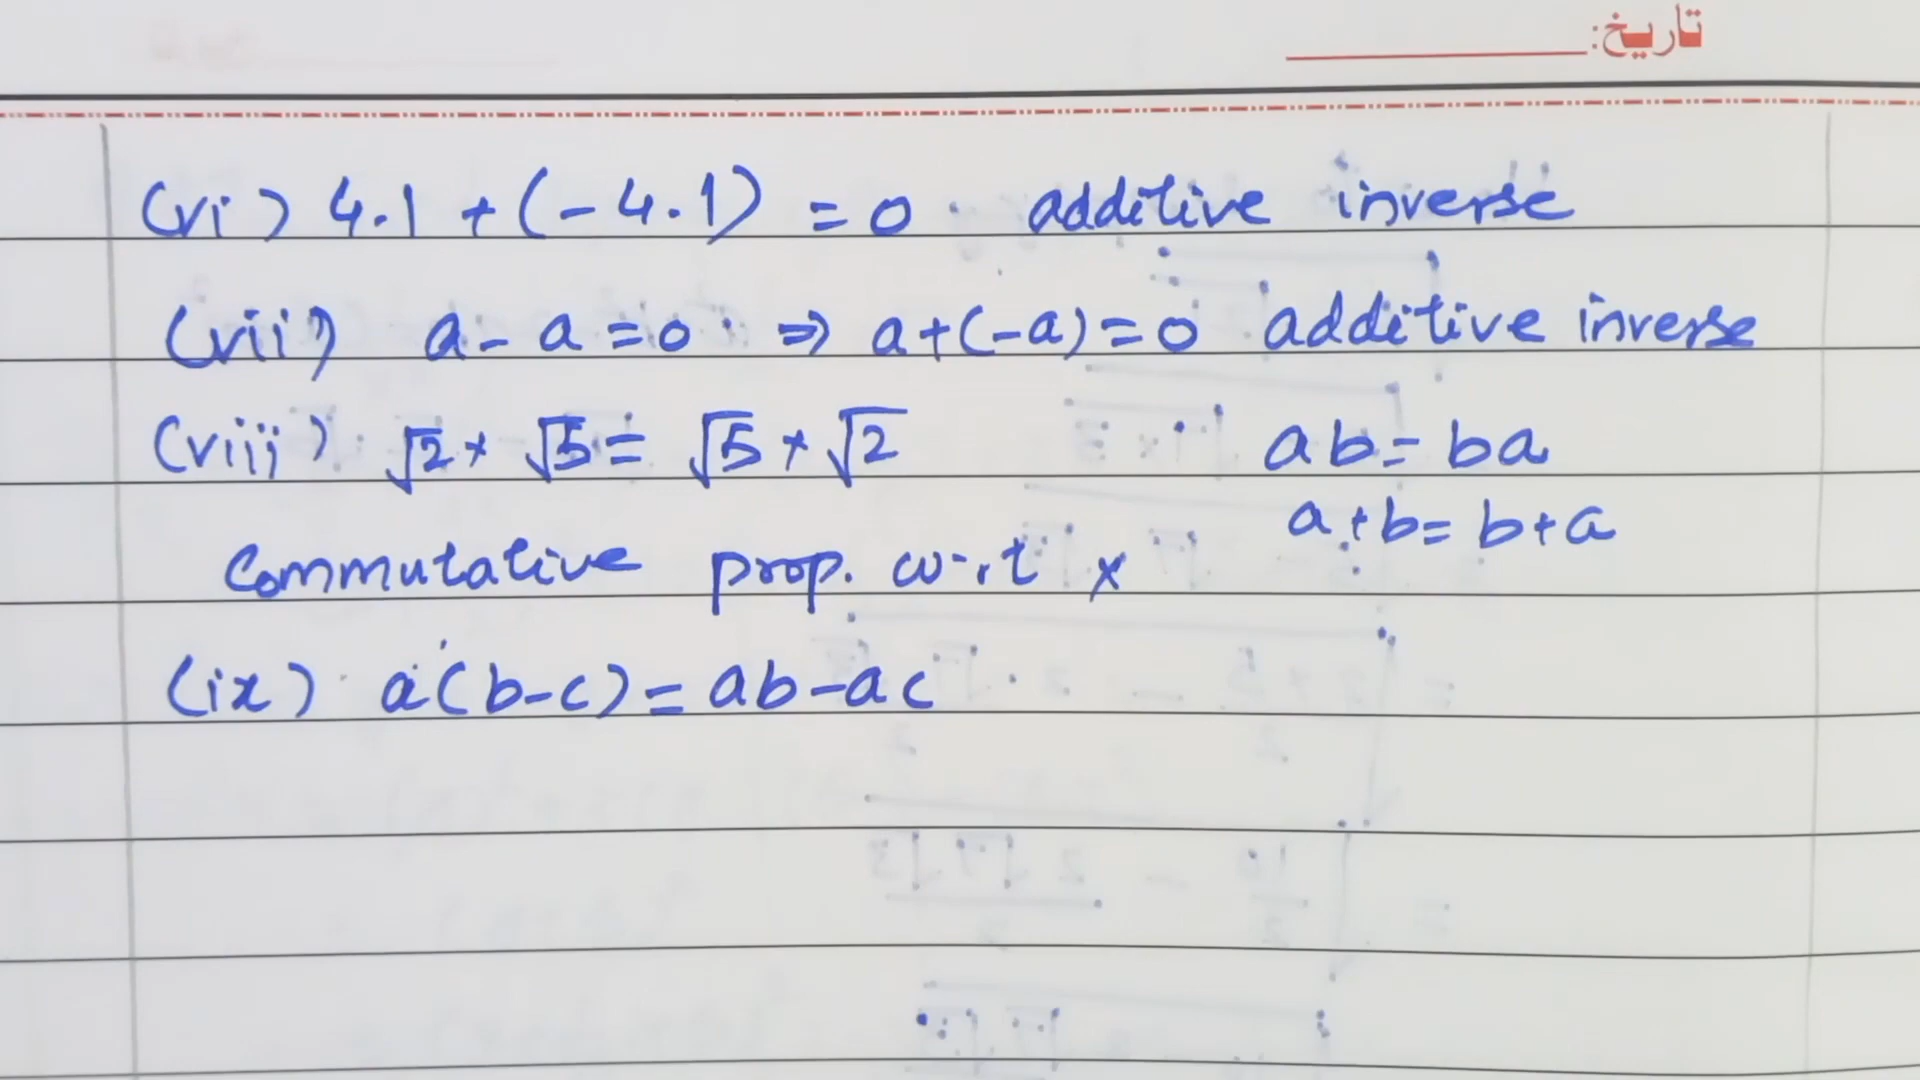 تاریخ:
(vi) 4.1 + (-4.1) = 0 additive inverse
(vii) a - a = 0 ⇒ a+(-a) = 0 additive inverse
(viii) √2 × √5 = √5 × √2 ab = ba
a+b = b+a
Commutative prop. w.r.t ×
(ix) a(b-c) = ab-ac